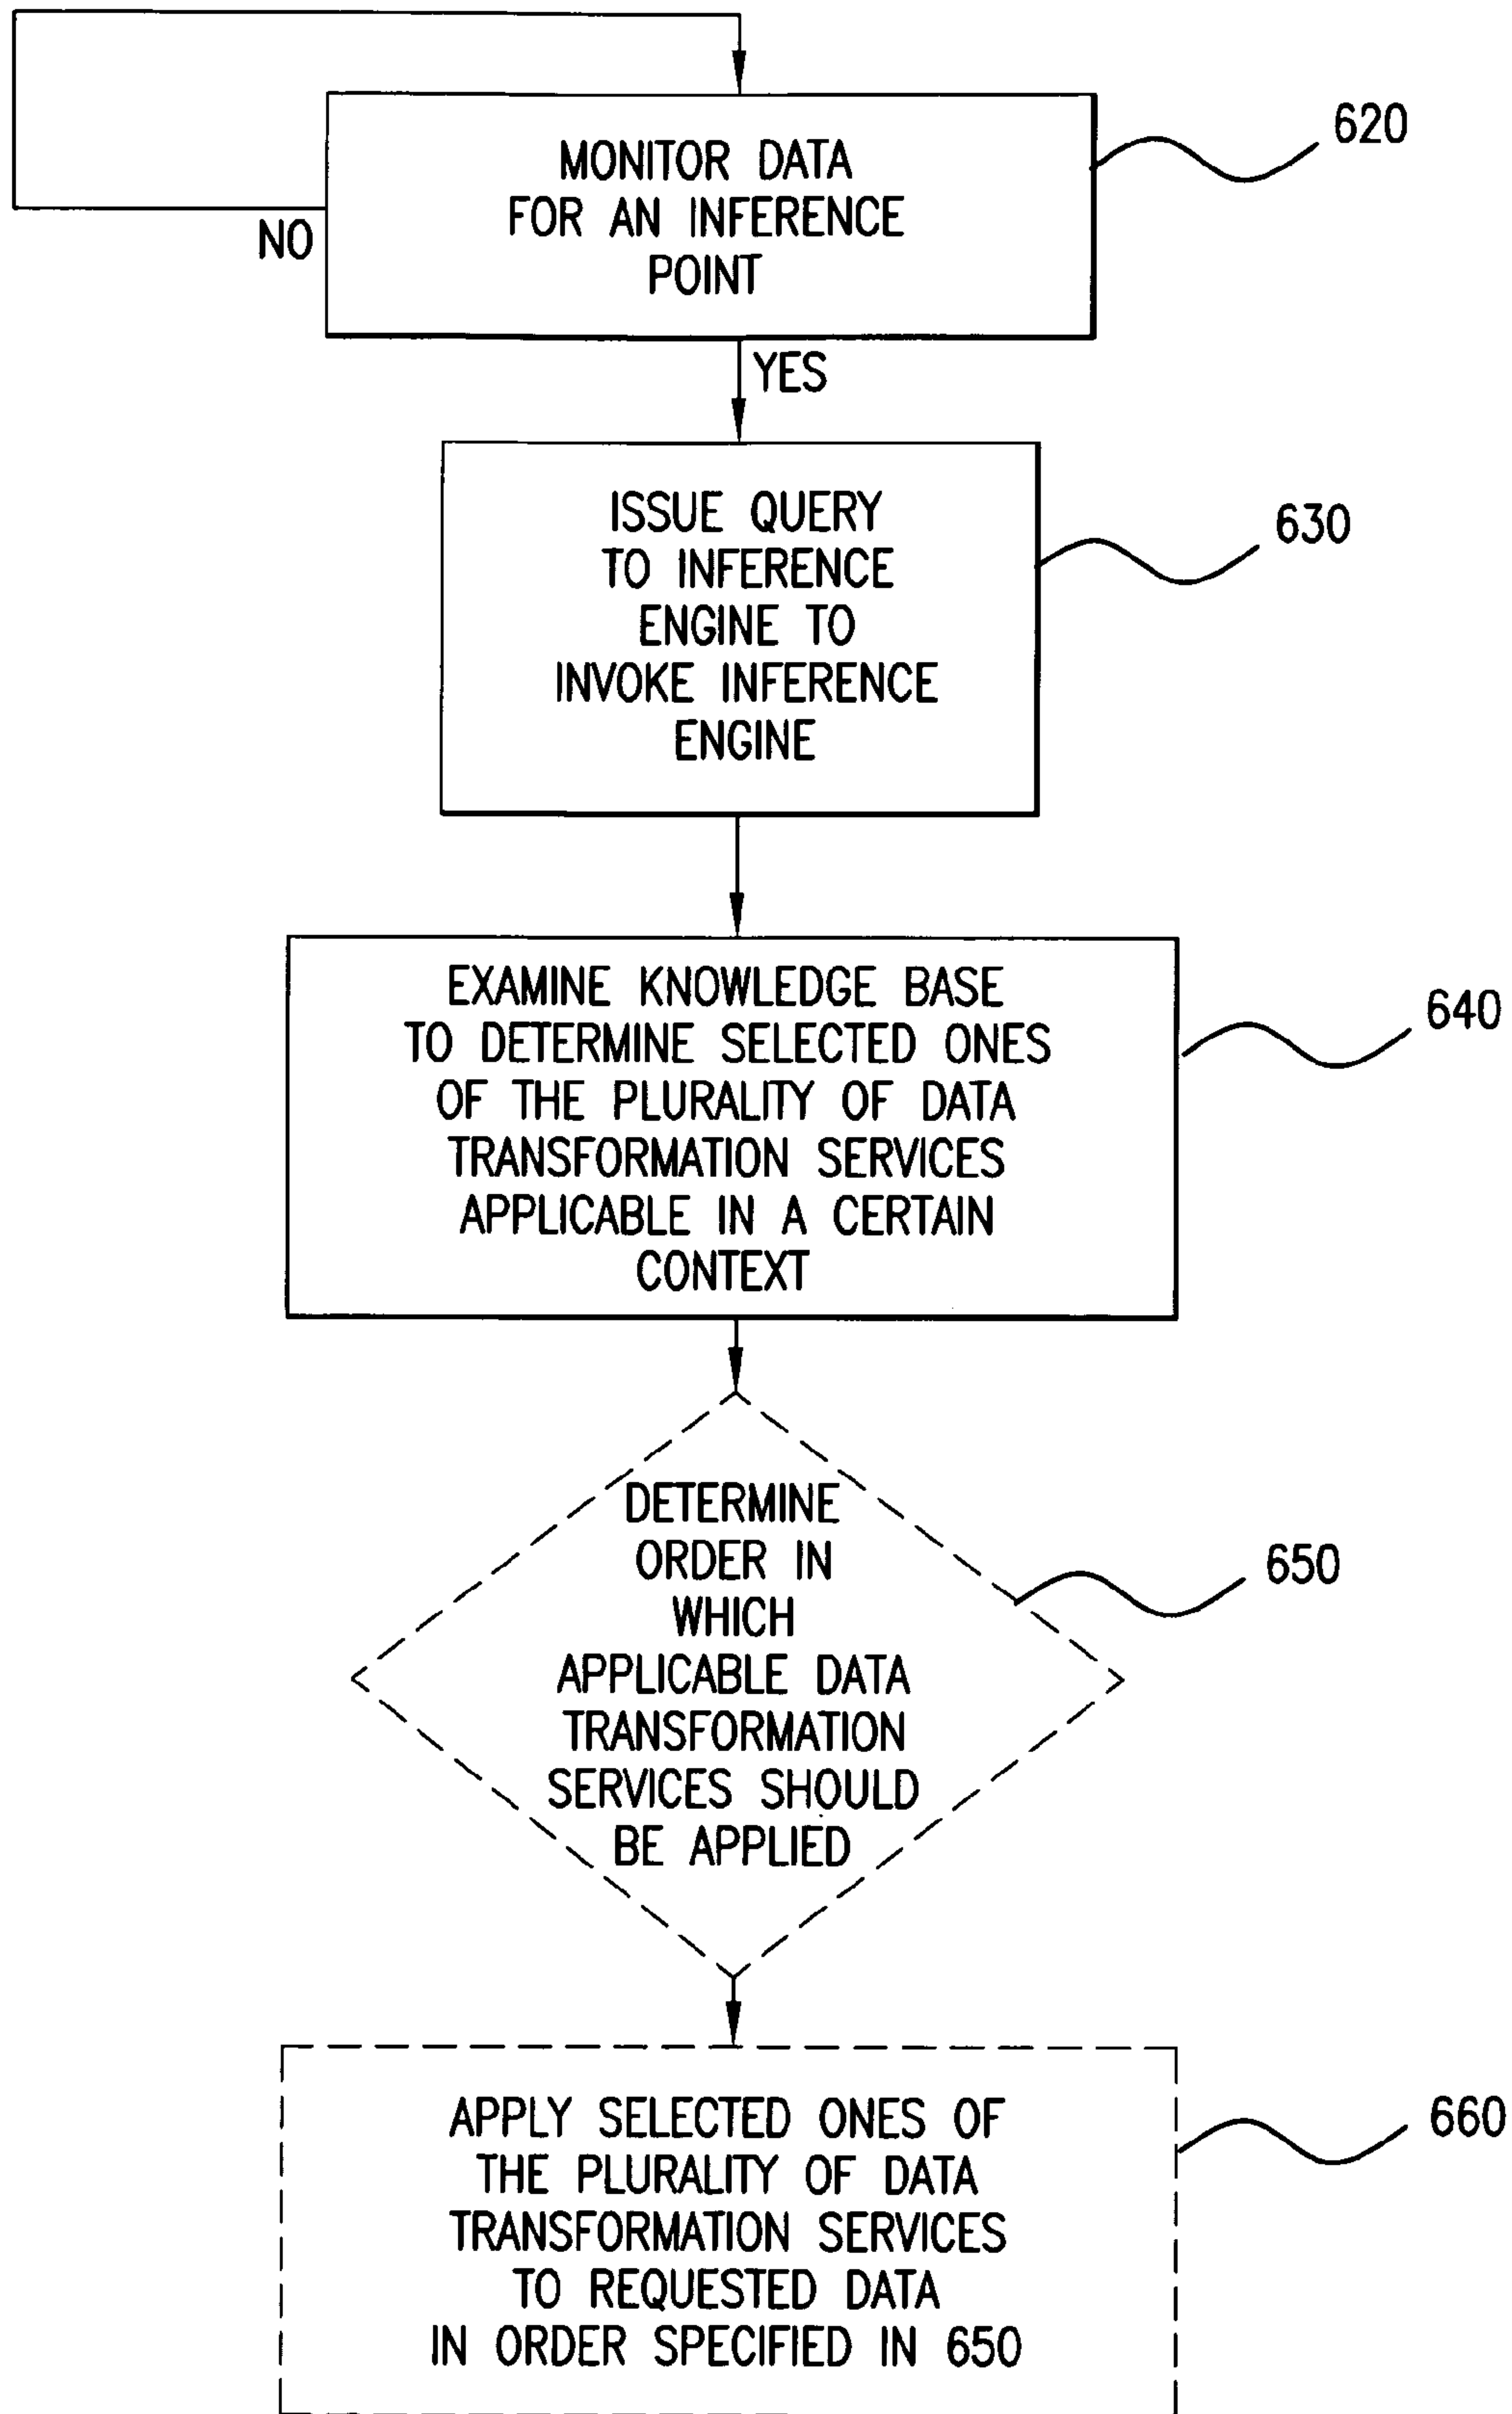 MONITOR DATA
FOR AN INFERENCE
POINT
620
NO
YES
ISSUE QUERY
TO INFERENCE
ENGINE TO
INVOKE INFERENCE
ENGINE
630
EXAMINE KNOWLEDGE BASE
TO DETERMINE SELECTED ONES
OF THE PLURALITY OF DATA
TRANSFORMATION SERVICES
APPLICABLE IN A CERTAIN
CONTEXT
640
DETERMINE
ORDER IN
WHICH
APPLICABLE DATA
TRANSFORMATION
SERVICES SHOULD
BE APPLIED
650
APPLY SELECTED ONES OF
THE PLURALITY OF DATA
TRANSFORMATION SERVICES
TO REQUESTED DATA
IN ORDER SPECIFIED IN 650
660